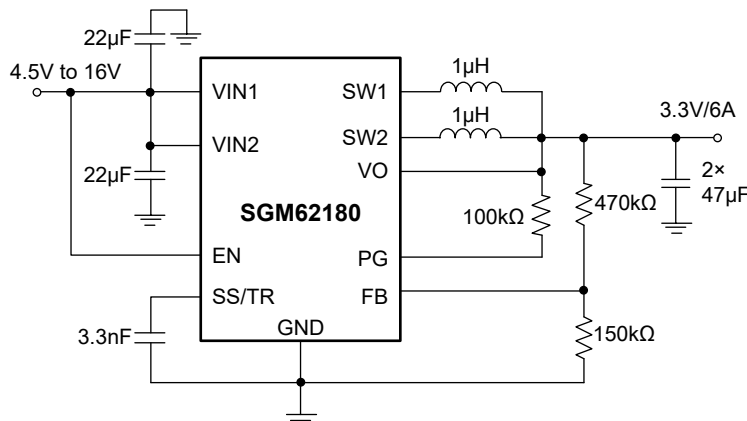 22µF
4.5V to 16V
1µH
VIN1
SW1
3.3V/6A
1µH
VIN2
SW2
VO
22µF
2×
47µF
SGM62180
100kΩ
470kΩ
EN
PG
SS/TR
FB
GND
3.3nF
150kΩ